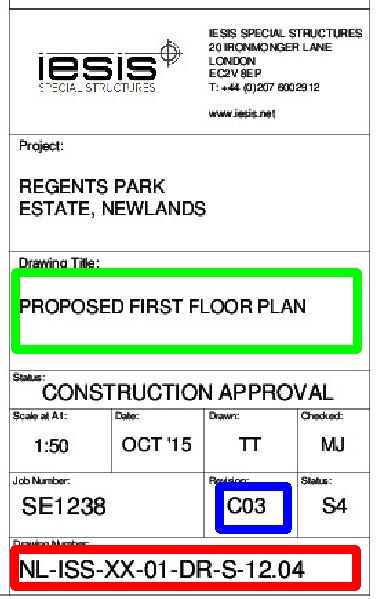 iesis
SPECIAL STRUCTURES
IESIS SPECIAL STRUCTURES
20 IRONMONGER LANE
LONDON
EC2V 8EP
T: +44 (0)207 6002912
www.iesis.net
Project:
REGENTS PARK
ESTATE, NEWLANDS
Drawing Title:
PROPOSED FIRST FLOOR PLAN
Status:
CONSTRUCTION APPROVAL
Scale at A1: Date: Drawn: Checked:
1:50 OCT '15 TT MJ
Job Number: Revision: Status:
SE1238 C03 S4
Drawing Number:
NL-ISS-XX-01-DR-S-12.04